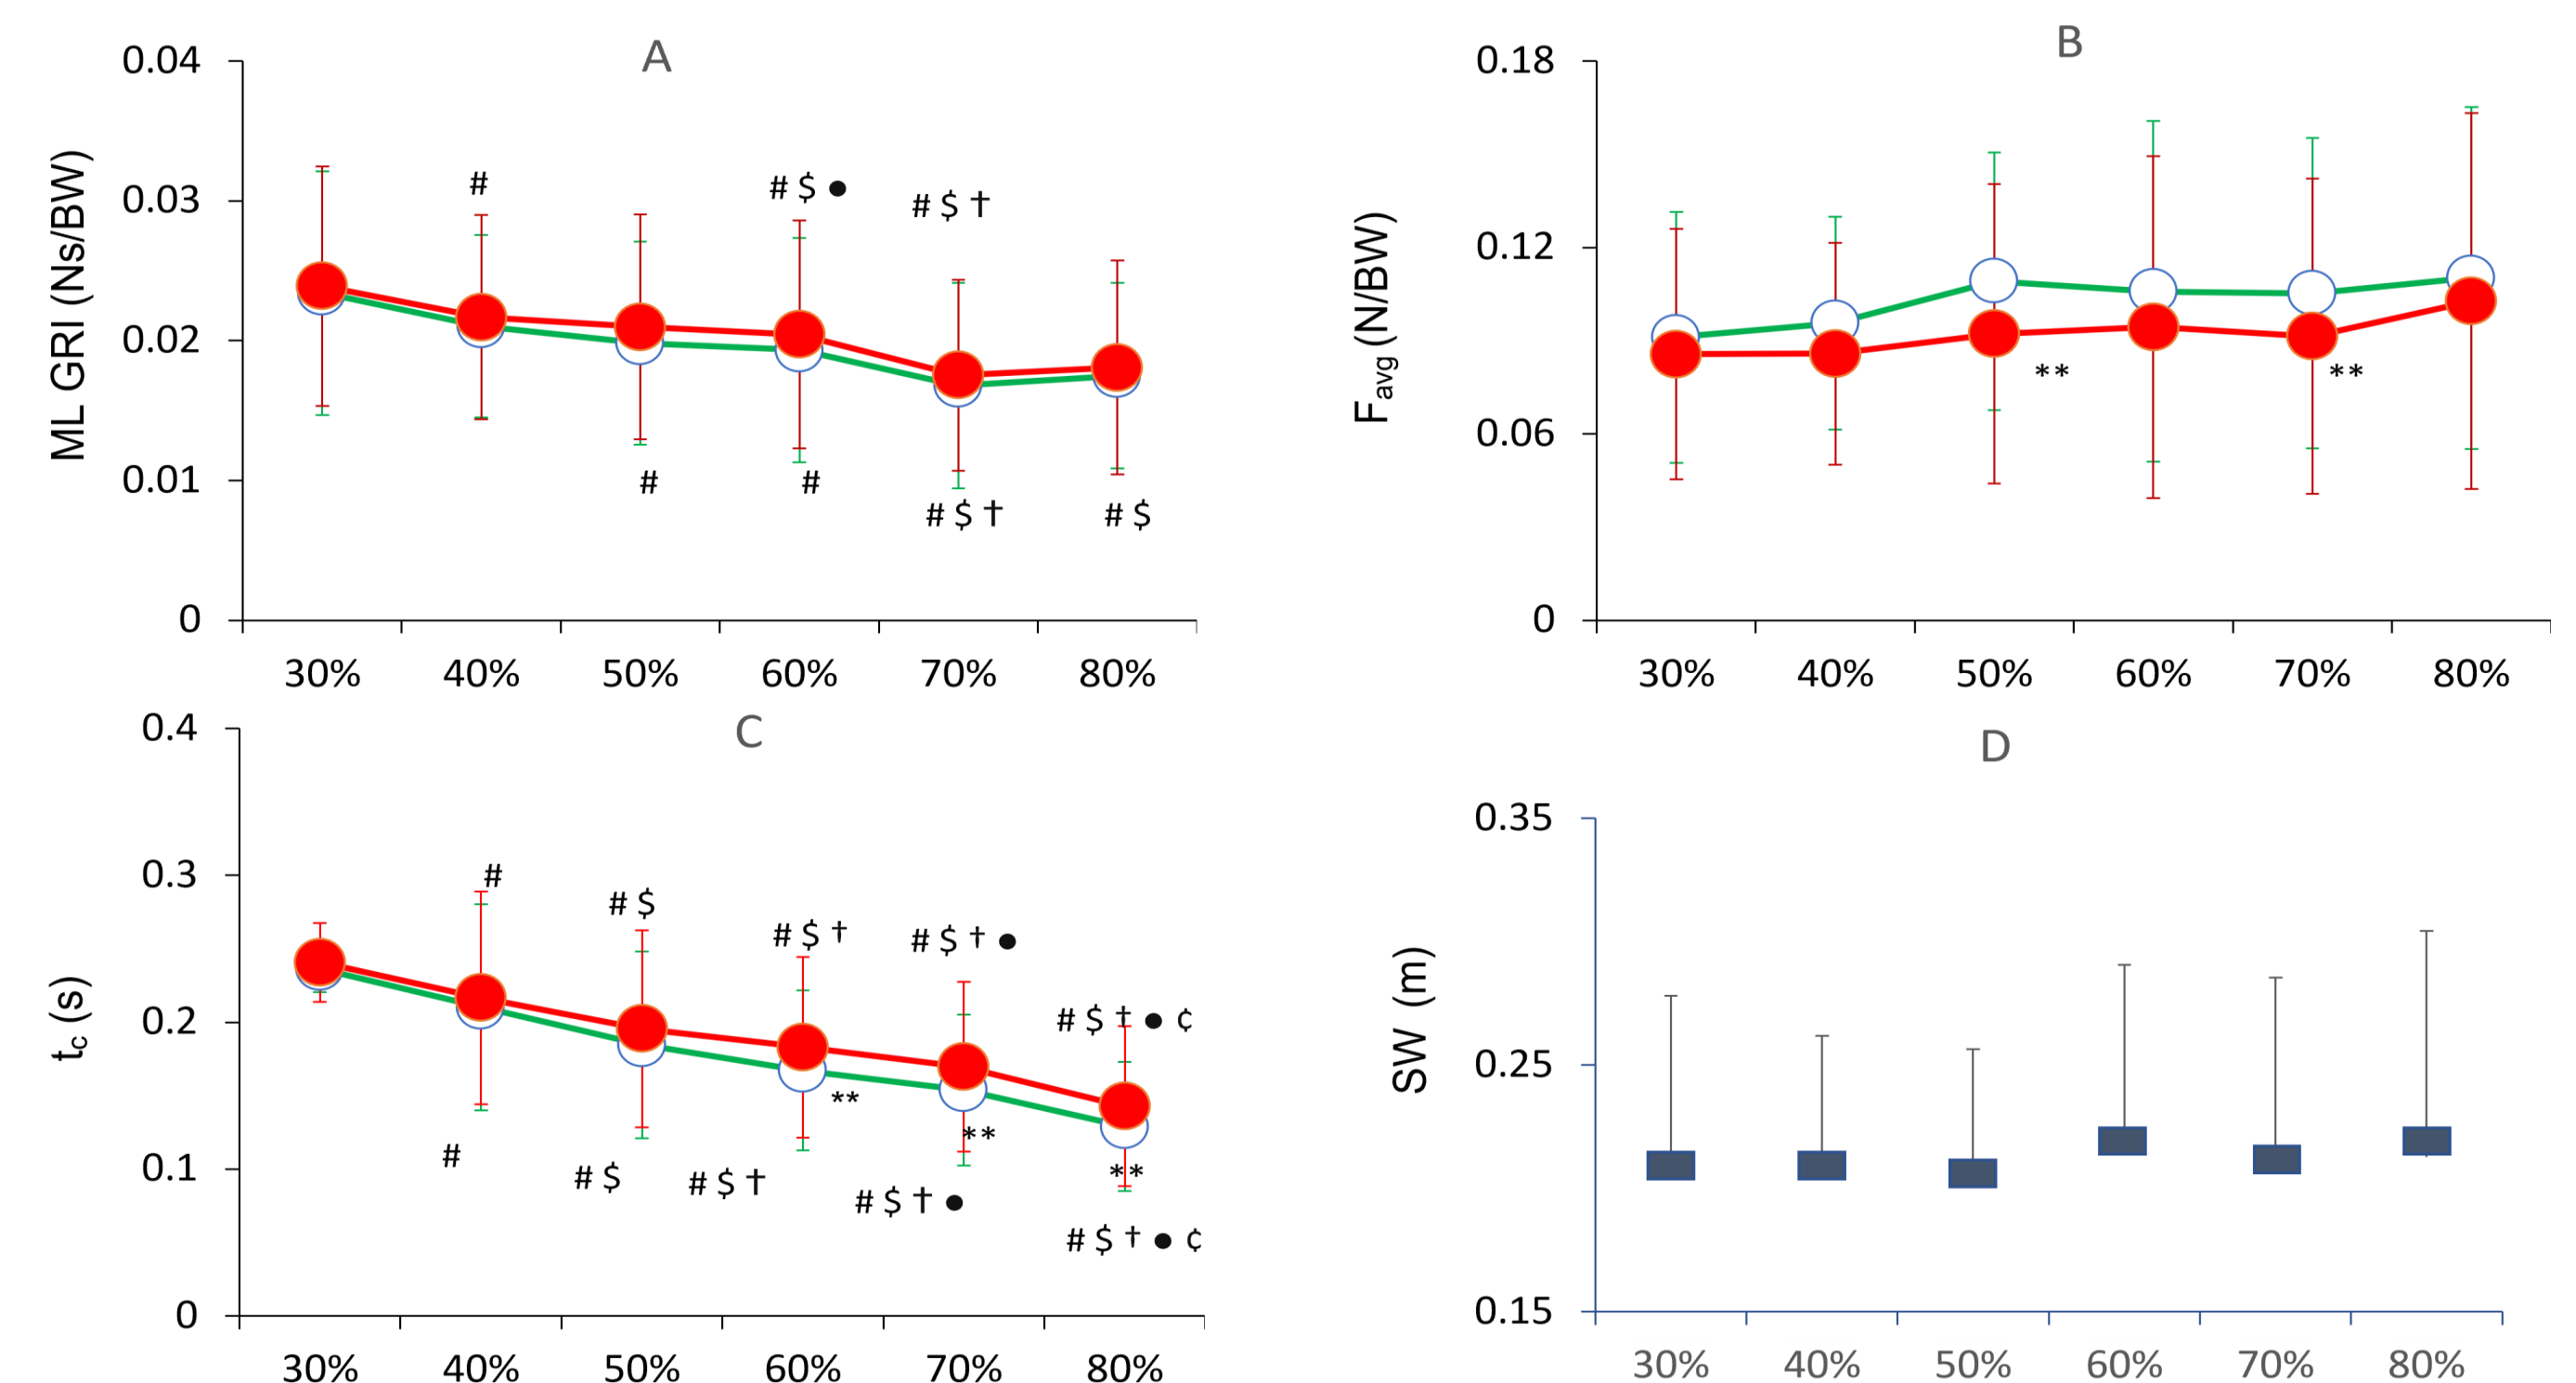 A
ML GRI (Ns/BW)
0.04
0.03
0.02
0.01
0
#
# $ ●
# $ †
#
#
# $ †
# $
30% 40% 50% 60% 70% 80%
B
Favg (N/BW)
0.18
0.12
0.06
0
**
**
30% 40% 50% 60% 70% 80%
C
tc (s)
0.4
0.3
0.2
0.1
0
#
# $
# $ †
# $ † ●
# $ † ● ¢
**
**
**
#
# $
# $ †
# $ † ●
# $ † ● ¢
30% 40% 50% 60% 70% 80%
D
SW (m)
0.35
0.25
0.15
30% 40% 50% 60% 70% 80%